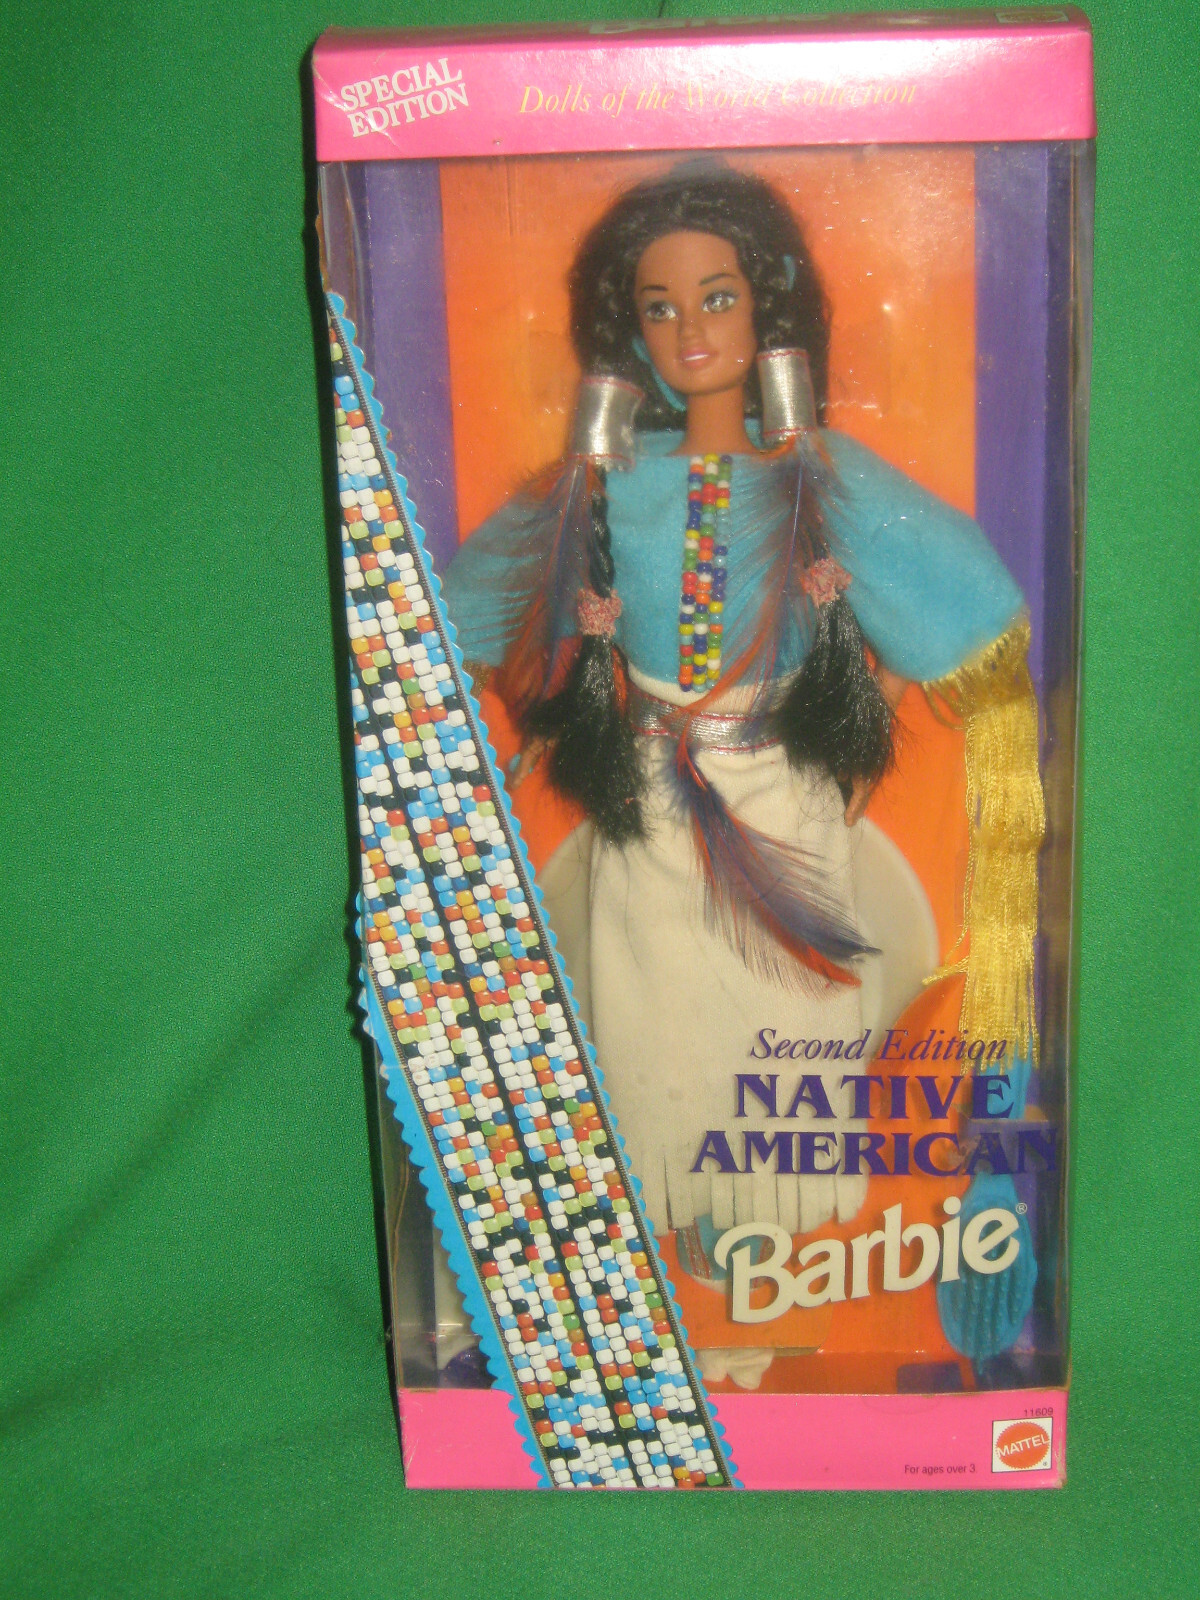 SPECIAL
EDITION
Dolls of the World Collection
Second Edition
NATIVE
AMERICAN
Barbie®
11609
MATTEL
For ages over 3